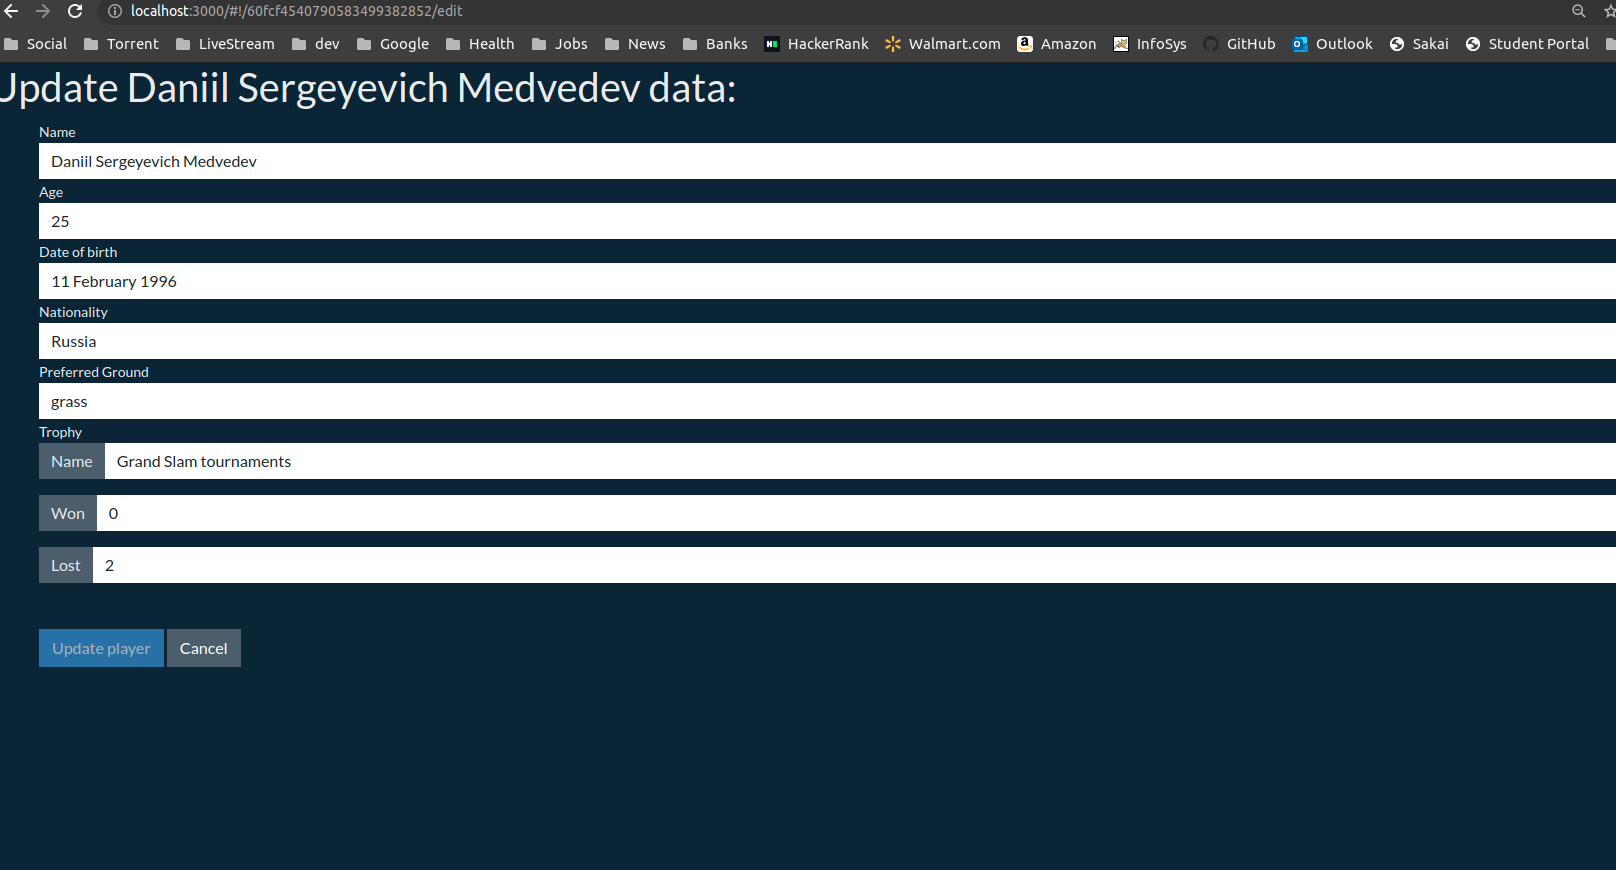 localhost:3000/#!/60fcf4540790583499382852/edit
Social Torrent LiveStream dev Google Health Jobs News Banks HackerRank Walmart.com Amazon InfoSys GitHub Outlook Sakai Student Portal
Update Daniil Sergeyevich Medvedev data:
Name
Daniil Sergeyevich Medvedev
Age
25
Date of birth
11 February 1996
Nationality
Russia
Preferred Ground
grass
Trophy
Name Grand Slam tournaments
Won 0
Lost 2
Update player Cancel